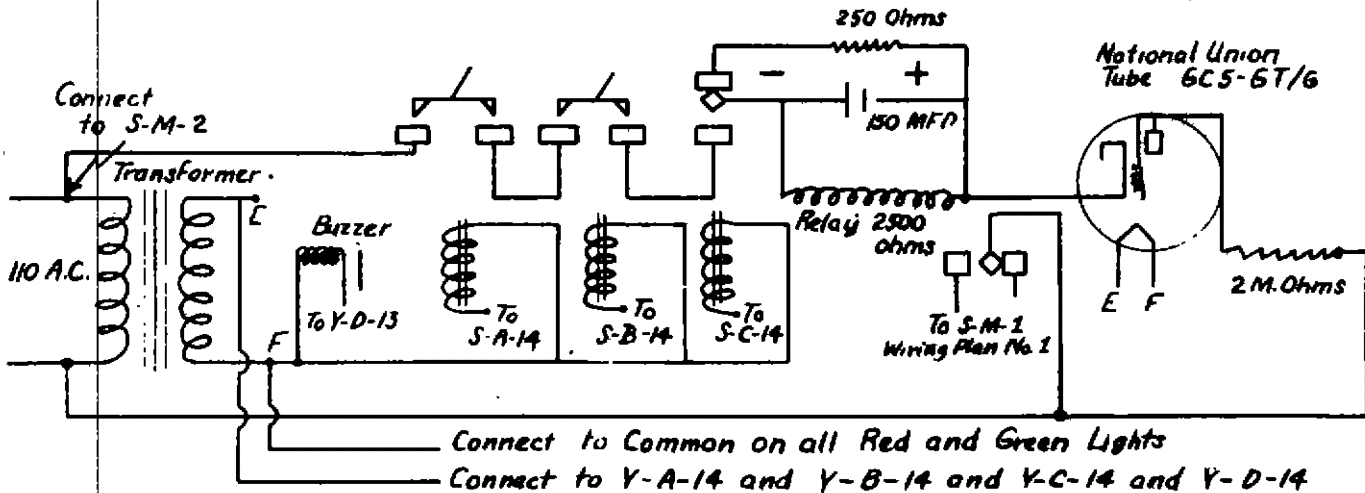 250 Ohms
National Union
Tube 6C5-GT/G
−
+
150 MFD
Connect
to S-M-2
Transformer.
E
Buzzer
Relay 2500
ohms
110 A.C.
To Y-D-13
To
S-A-14
To
S-B-14
To
S-C-14
F
To S-M-1
Wiring Plan No. 1
E F
2 M. Ohms
Connect to Common on all Red and Green Lights
Connect to Y-A-14 and Y-B-14 and Y-C-14 and Y-D-14